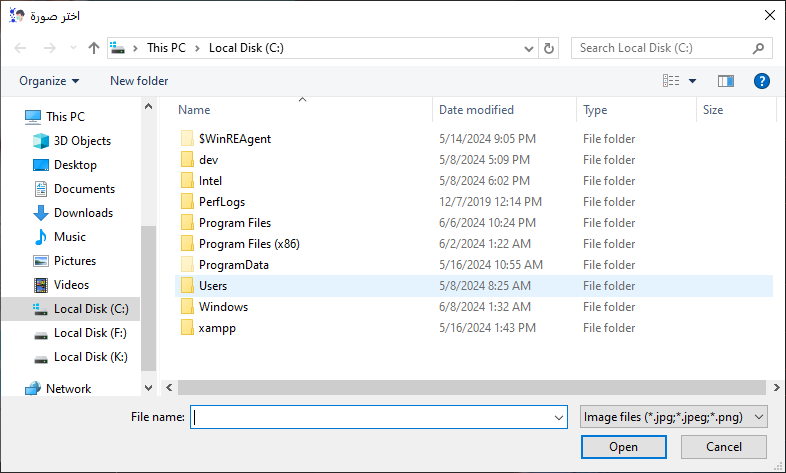 اختر صورة
This PC
Local Disk (C:)
Search Local Disk (C:)
Organize
New folder
Name
Date modified
Type
Size
This PC
3D Objects
Desktop
Documents
Downloads
Music
Pictures
Videos
Local Disk (C:)
Local Disk (F:)
Local Disk (K:)
Network
$WinREAgent 5/14/2024 9:05 PM File folder
dev 5/8/2024 5:09 PM File folder
Intel 5/8/2024 6:02 PM File folder
PerfLogs 12/7/2019 12:14 PM File folder
Program Files 6/6/2024 10:24 PM File folder
Program Files (x86) 6/2/2024 1:22 AM File folder
ProgramData 5/16/2024 10:55 AM File folder
Users 5/8/2024 8:25 AM File folder
Windows 6/8/2024 1:32 AM File folder
xampp 5/16/2024 1:43 PM File folder
File name:
Image files (*.jpg;*.jpeg;*.png)
Open
Cancel